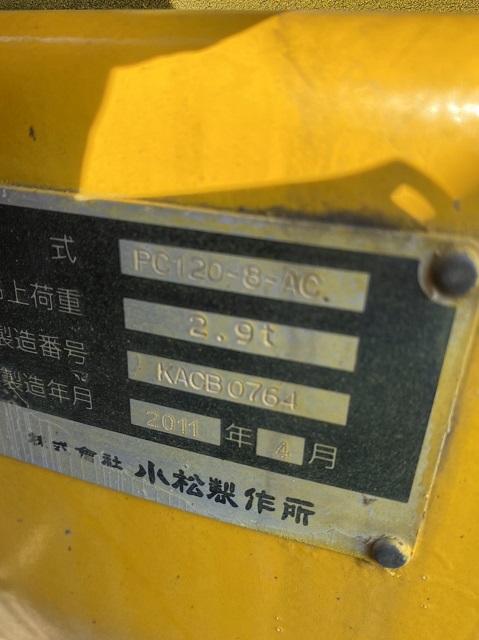 式 PC120-8-AC.
上荷重 2.9t
製造番号 KACB0764
製造年月 2011 年 4 月
株式會社 小松製作所